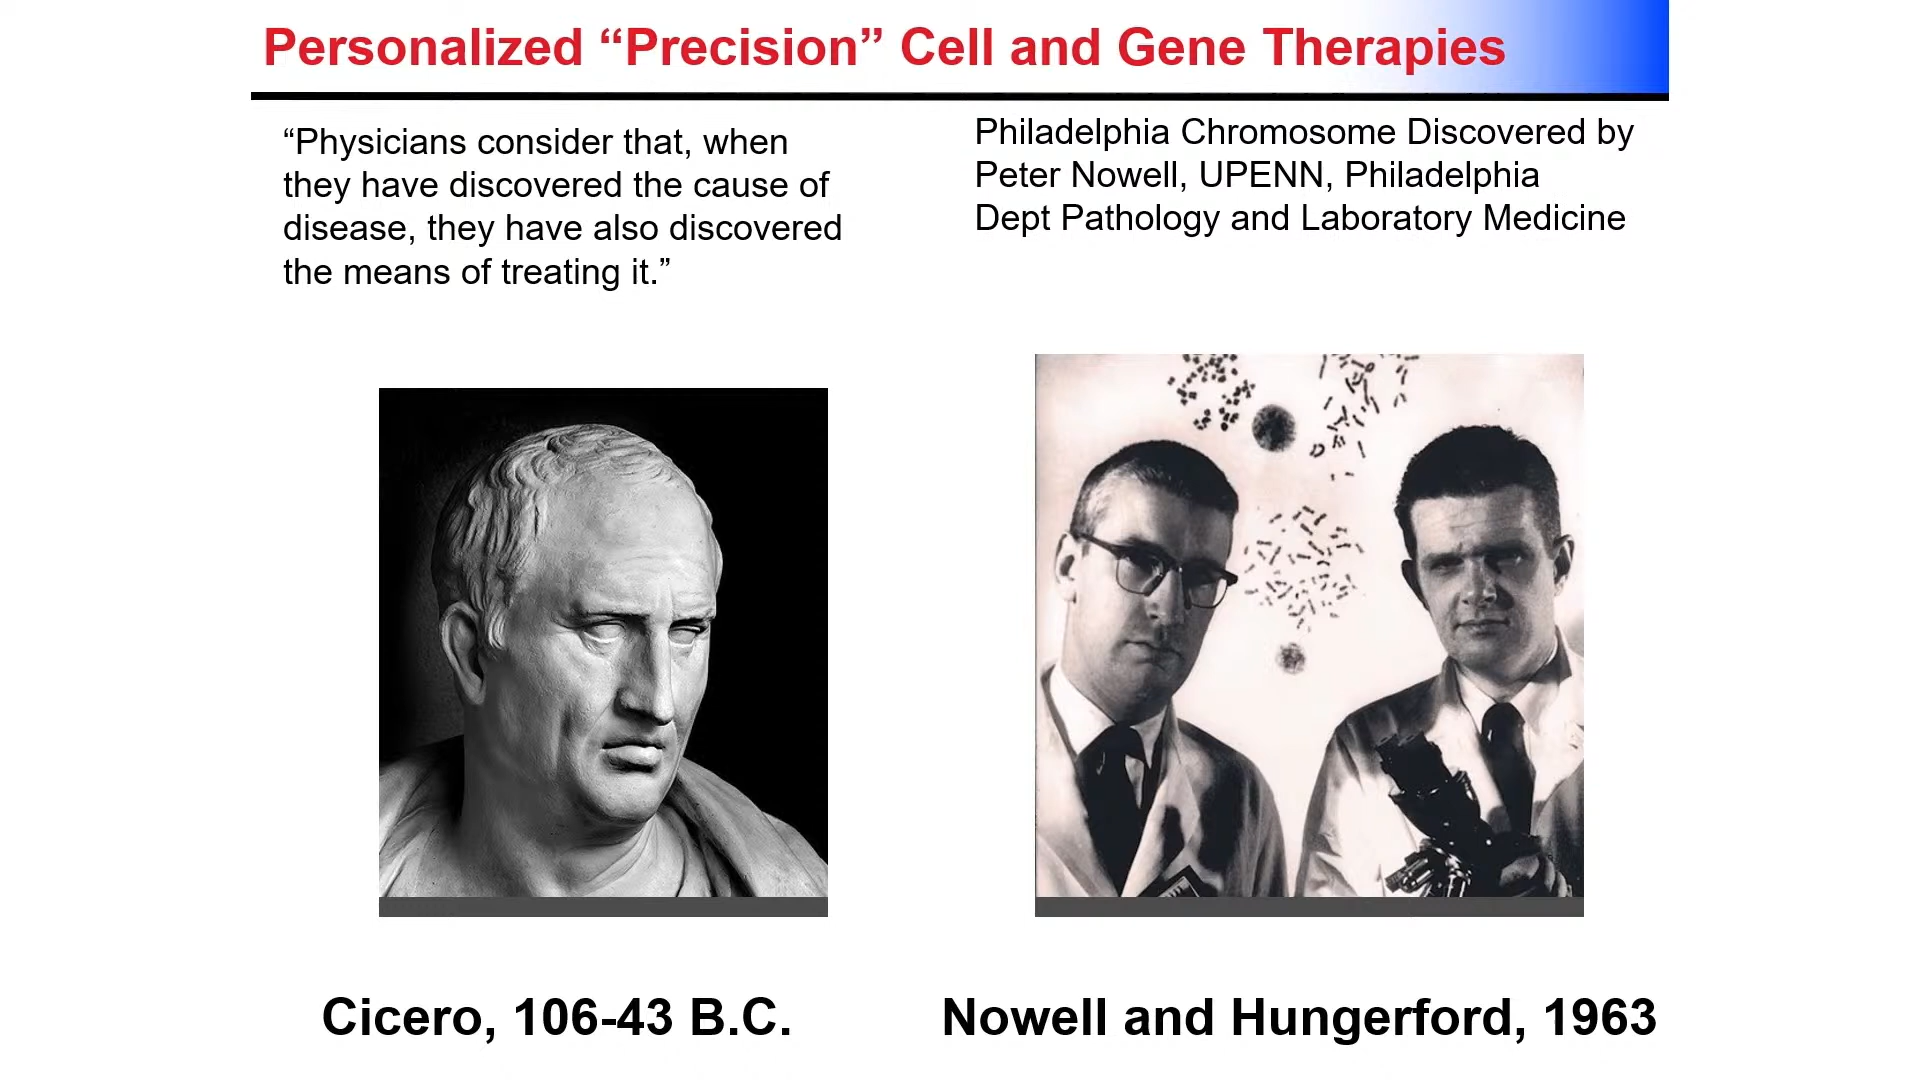 Personalized “Precision” Cell and Gene Therapies
“Physicians consider that, when
they have discovered the cause of
disease, they have also discovered
the means of treating it.”
Philadelphia Chromosome Discovered by
Peter Nowell, UPENN, Philadelphia
Dept Pathology and Laboratory Medicine
Cicero, 106-43 B.C.
Nowell and Hungerford, 1963